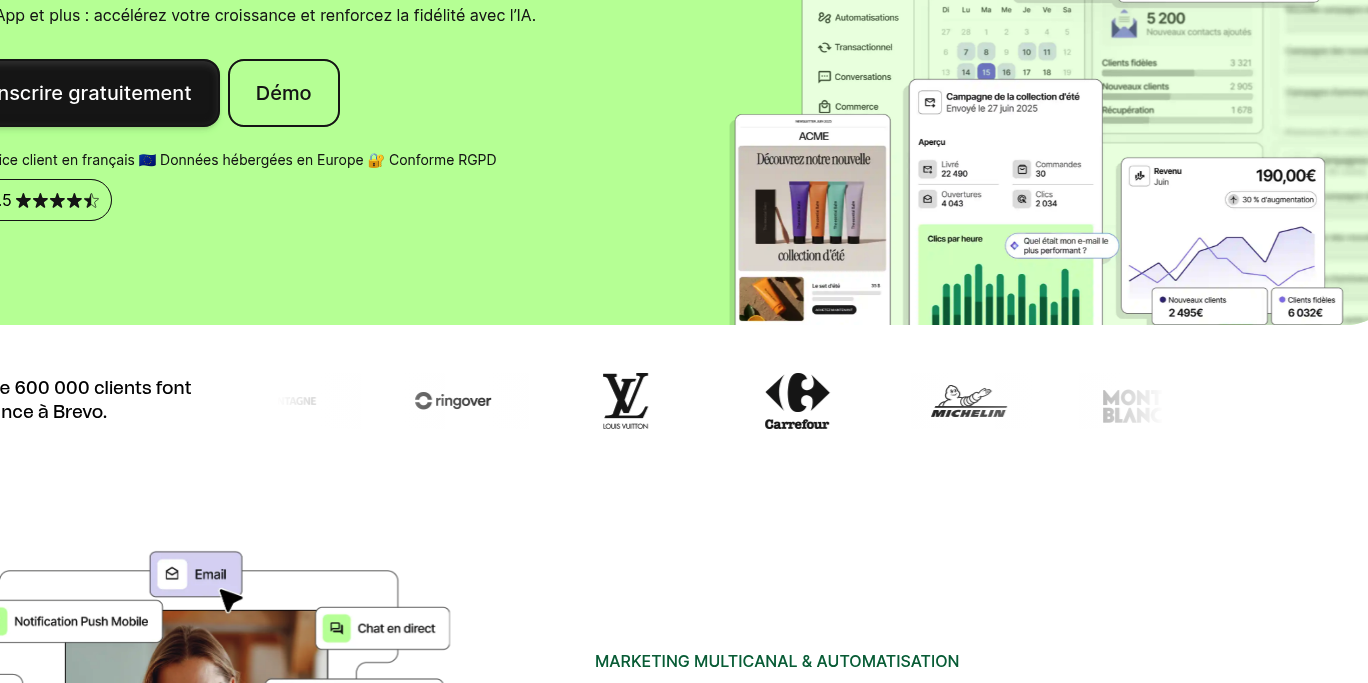 App et plus : accélérez votre croissance et renforcez la fidélité avec l'IA.
nscrire gratuitement
Démo
ice client en français 🇪🇺 Données hébergées en Europe 🔐 Conforme RGPD
.5
Automatisations
Transactionnel
Conversations
Commerce
Di Lu Ma Me Je Ve Sa
27 28 1 2 3 4 5
6 7 8 9 10 11 12
13 14 15 16 17 18 19
5 200
Nouveaux contacts ajoutés
Clients fidèles 3 321
Nouveaux clients 2 905
Récupération 1 678
ACME
Découvrez notre nouvelle
collection d'été
Le set d'été
Campagne de la collection d'été
Envoyé le 27 juin 2025
Aperçu
Livré
22 490
Commandes
30
Ouvertures
4 043
Clics
2 034
Clics par heure
Quel était mon e-mail le
plus performant ?
Revenu
Juin
190,00€
30 % d'augmentation
Nouveaux clients
2 495€
Clients fidèles
6 032€
e 600 000 clients font
nce à Brevo.
TAGNE
ringover
LV
LOUIS VUITTON
Carrefour
MICHELIN
MONT
BLANC
Email
Notification Push Mobile
Chat en direct
MARKETING MULTICANAL & AUTOMATISATION